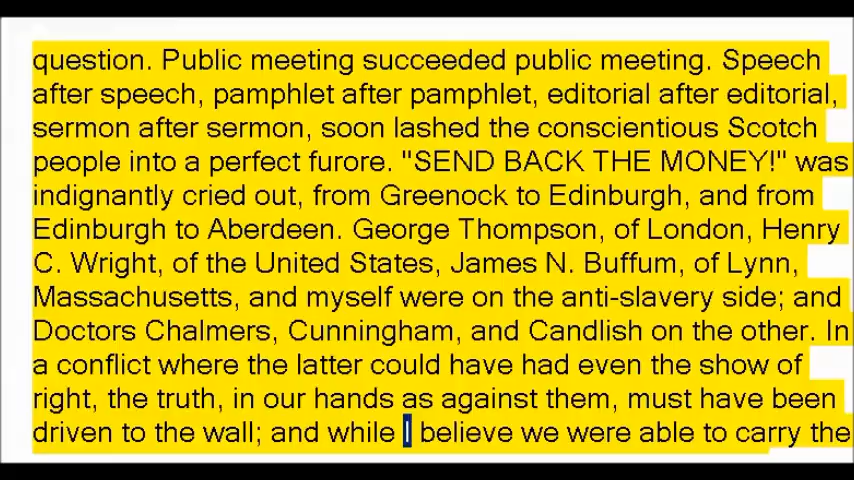 question. Public meeting succeeded public meeting. Speech
after speech, pamphlet after pamphlet, editorial after editorial,
sermon after sermon, soon lashed the conscientious Scotch
people into a perfect furore. "SEND BACK THE MONEY!" was
indignantly cried out, from Greenock to Edinburgh, and from
Edinburgh to Aberdeen. George Thompson, of London, Henry
C. Wright, of the United States, James N. Buffum, of Lynn,
Massachusetts, and myself were on the anti-slavery side; and
Doctors Chalmers, Cunningham, and Candlish on the other. In
a conflict where the latter could have had even the show of
right, the truth, in our hands as against them, must have been
driven to the wall; and while I believe we were able to carry the